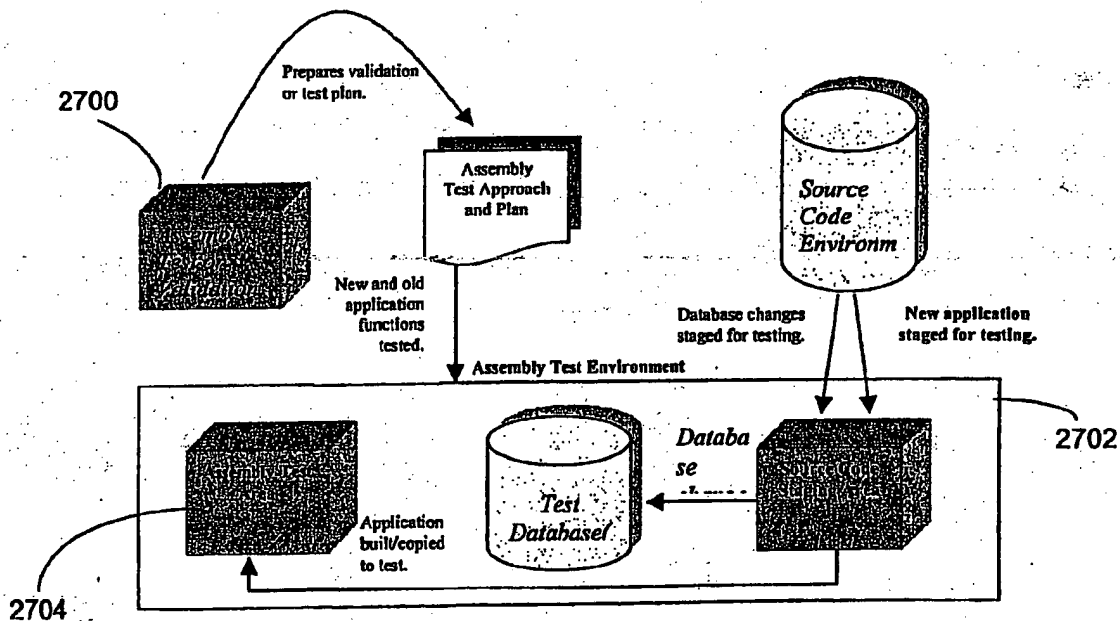 Prepares validation
or test plan.
2700
Assembly
Test Approach
and Plan
Source
Code
Environm
New and old
application
functions
tested.
Database changes
staged for testing.
New application
staged for testing.
Assembly Test Environment
2702
Databa
se
Test
Database/
Source Code
Application
built/copied
to test.
2704